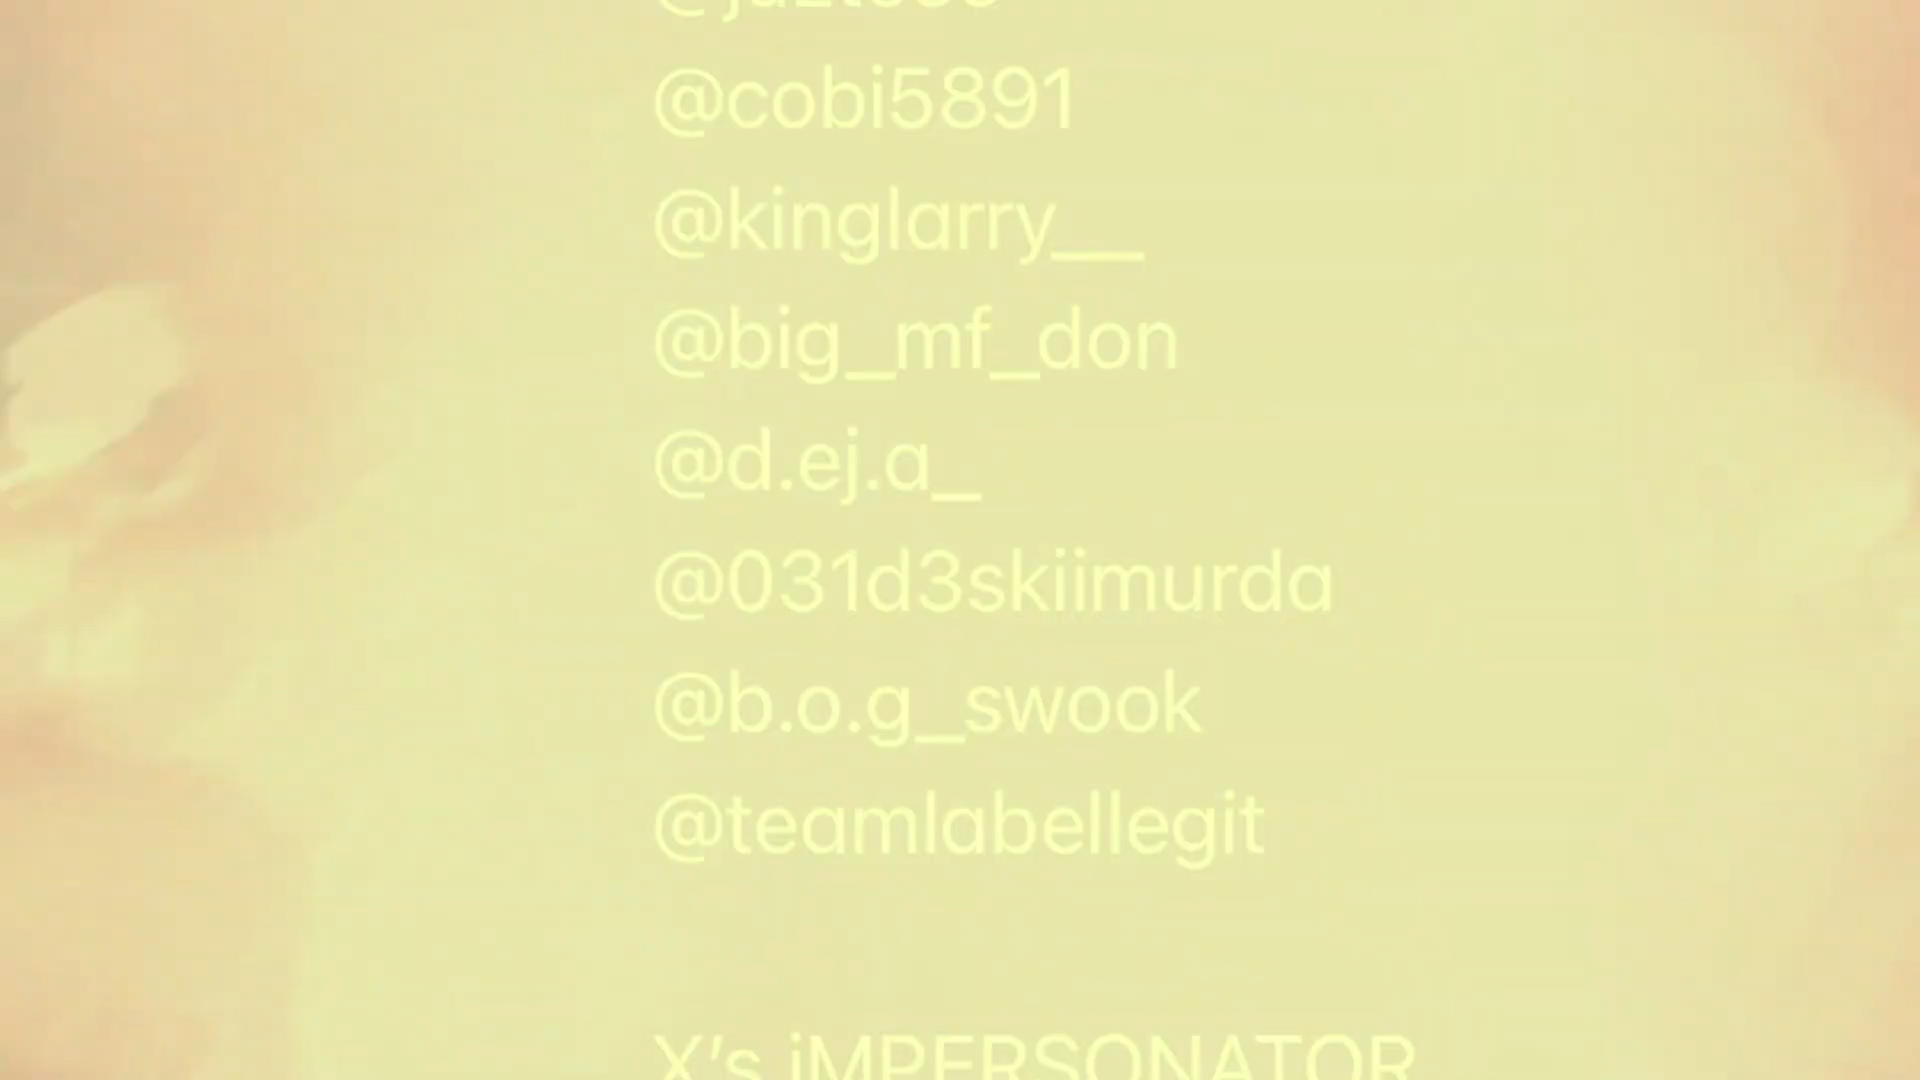 @cobi5891
@kinglarry__
@big_mf_don
@d.ej.a_
@031d3skiimurda
@b.o.g_swook
@teamlabellegit
X's iMPERSONATOR